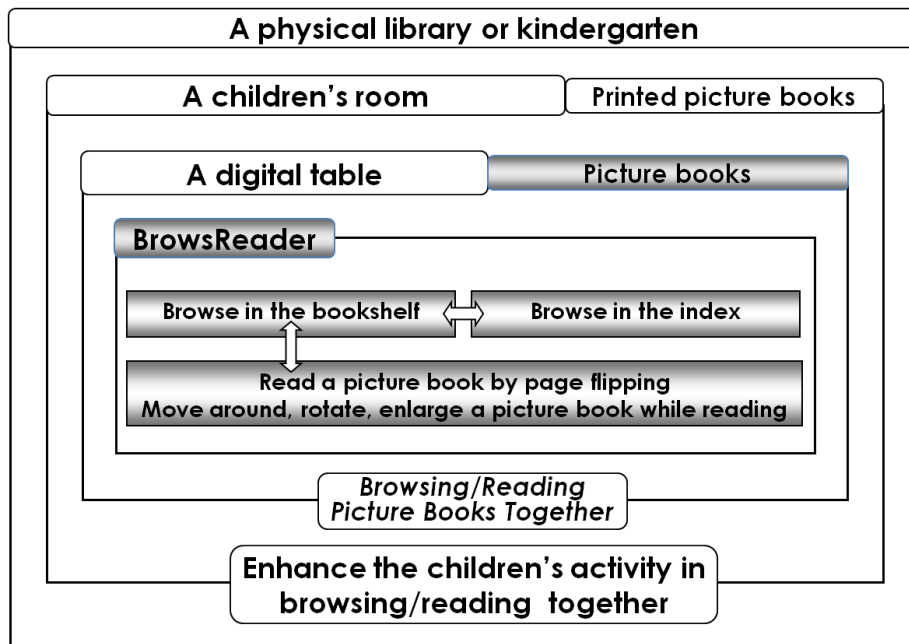 A physical library or kindergarten
A children’s room
Printed picture books
A digital table
Picture books
BrowsReader
Browse in the bookshelf
Browse in the index
Read a picture book by page flipping
Move around, rotate, enlarge a picture book while reading
Browsing/Reading
Picture Books Together
Enhance the children’s activity in
browsing/reading together